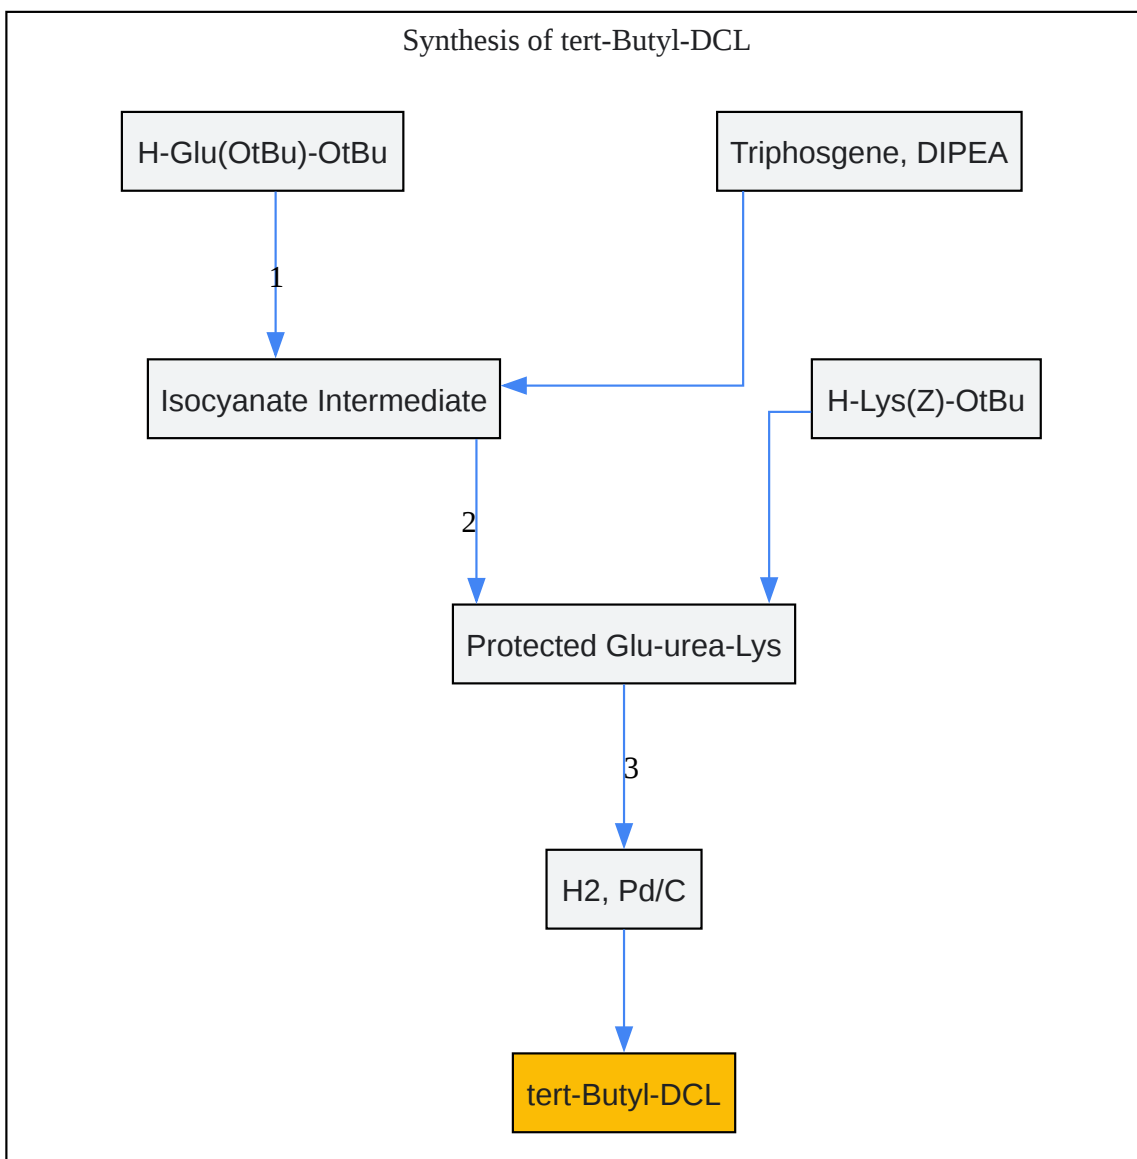 Synthesis of tert-Butyl-DCL
H-Glu(OtBu)-OtBu
Triphosgene, DIPEA
1
Isocyanate Intermediate
H-Lys(Z)-OtBu
2
Protected Glu-urea-Lys
3
H2, Pd/C
tert-Butyl-DCL